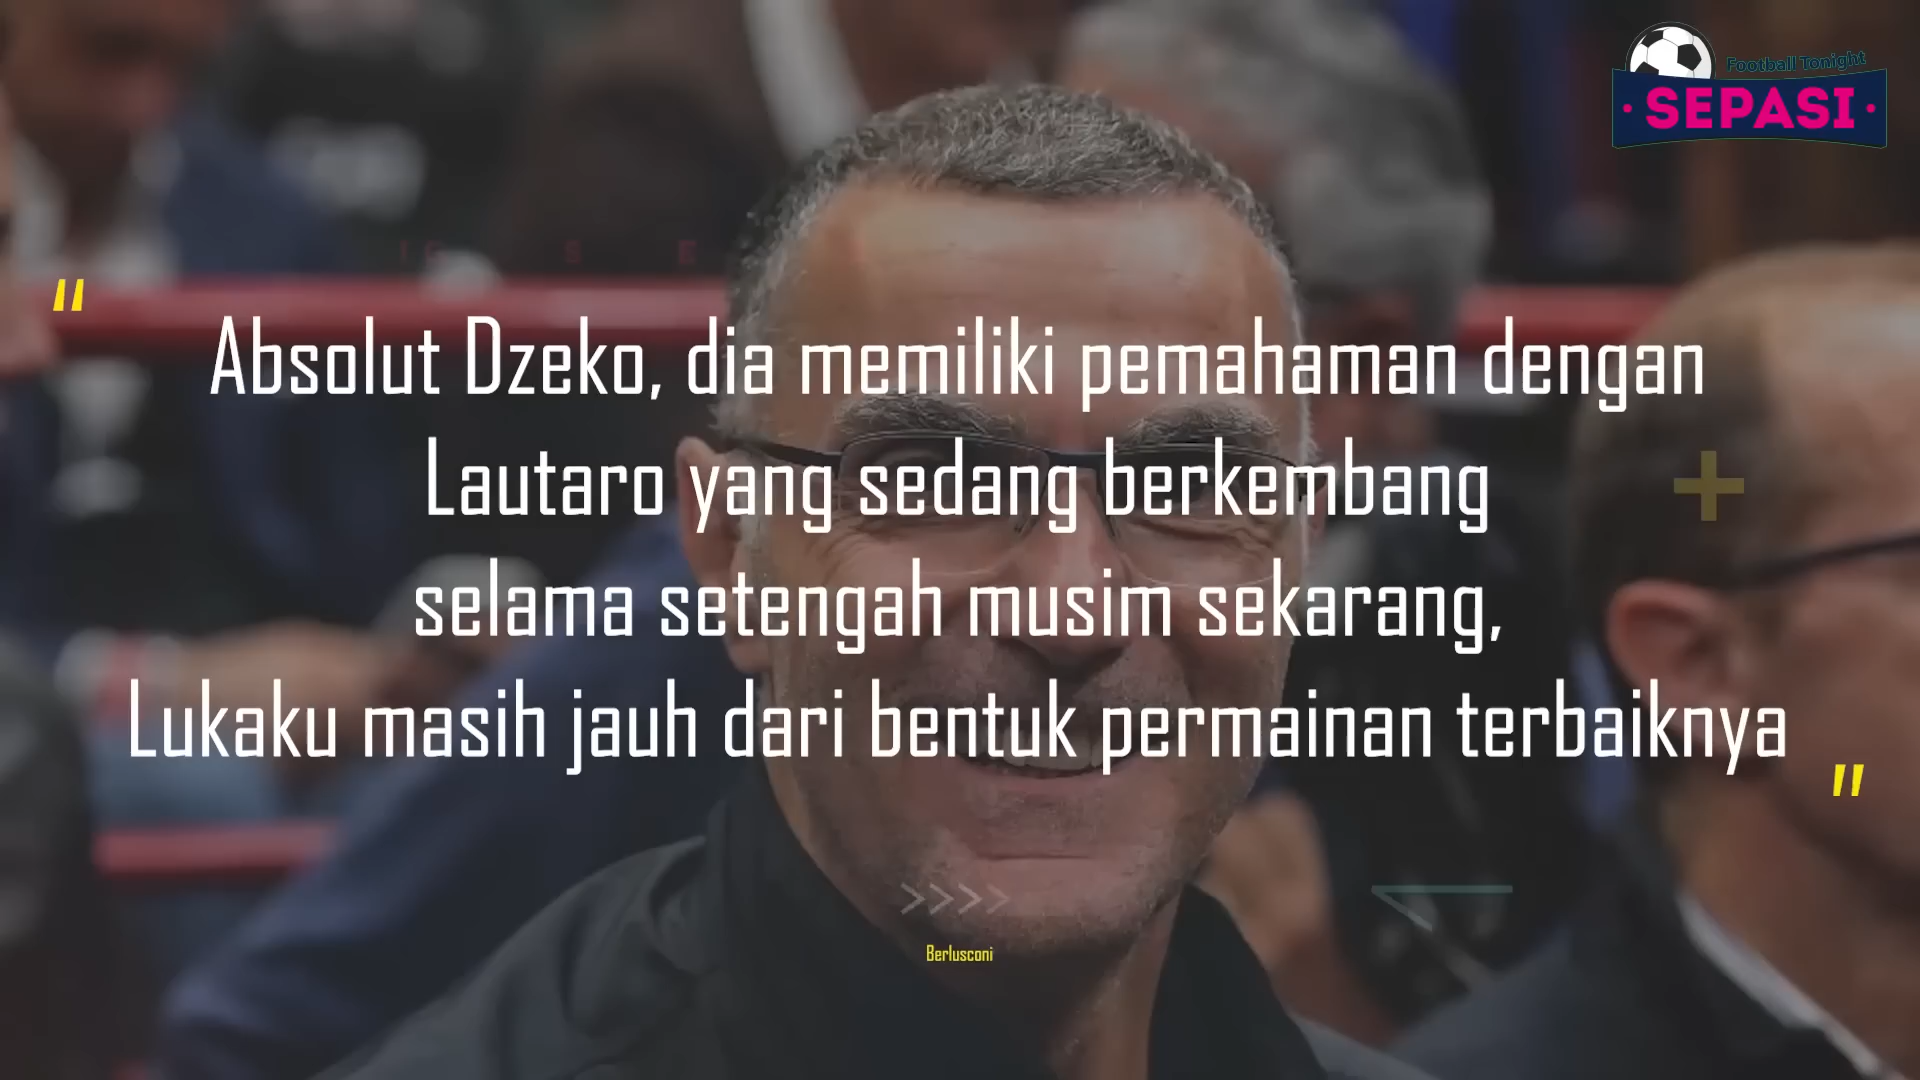 Football Tonight
SEPASI
"
Absolut Dzeko, dia memiliki pemahaman dengan
Lautaro yang sedang berkembang
selama setengah musim sekarang,
Lukaku masih jauh dari bentuk permainan terbaiknya
"
Berlusconi